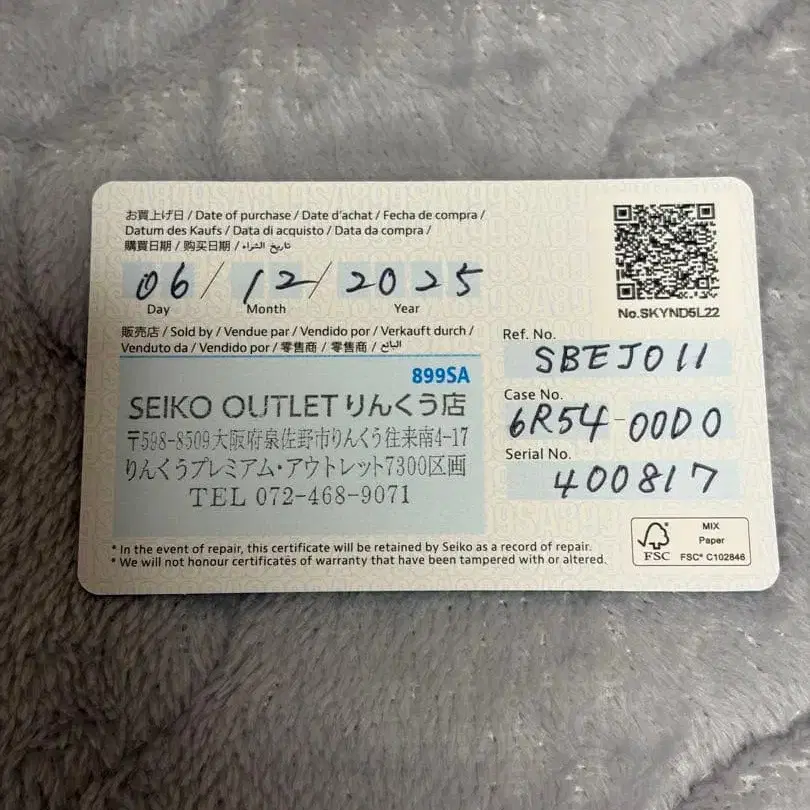 お買上げ日 / Date of purchase / Date d'achat / Fecha de compra /
Datum des Kaufs / Data di acquisto / Data da compra /
購買日期 / 购买日期 / تاريخ الشراء
06 / 12 / 2025
Day Month Year
販売店 / Sold by / Vendue par / Vendido por / Verkauft durch /
Venduto da / Vendido por / 零售商 / 零售商 / البائع
899SA
SEIKO OUTLETりんくう店
〒598-8509大阪府泉佐野市りんくう往来南4-17
りんくうプレミアム・アウトレット7300区画
TEL 072-468-9071
* In the event of repair, this certificate will be retained by Seiko as a record of repair.
* We will not honour certificates of warranty that have been tampered with or altered.
No.SKYND5L22
Ref. No.
SBEJ011
Case No.
6R54-00D0
Serial No.
400817
FSC
MIX
Paper
FSC® C102846